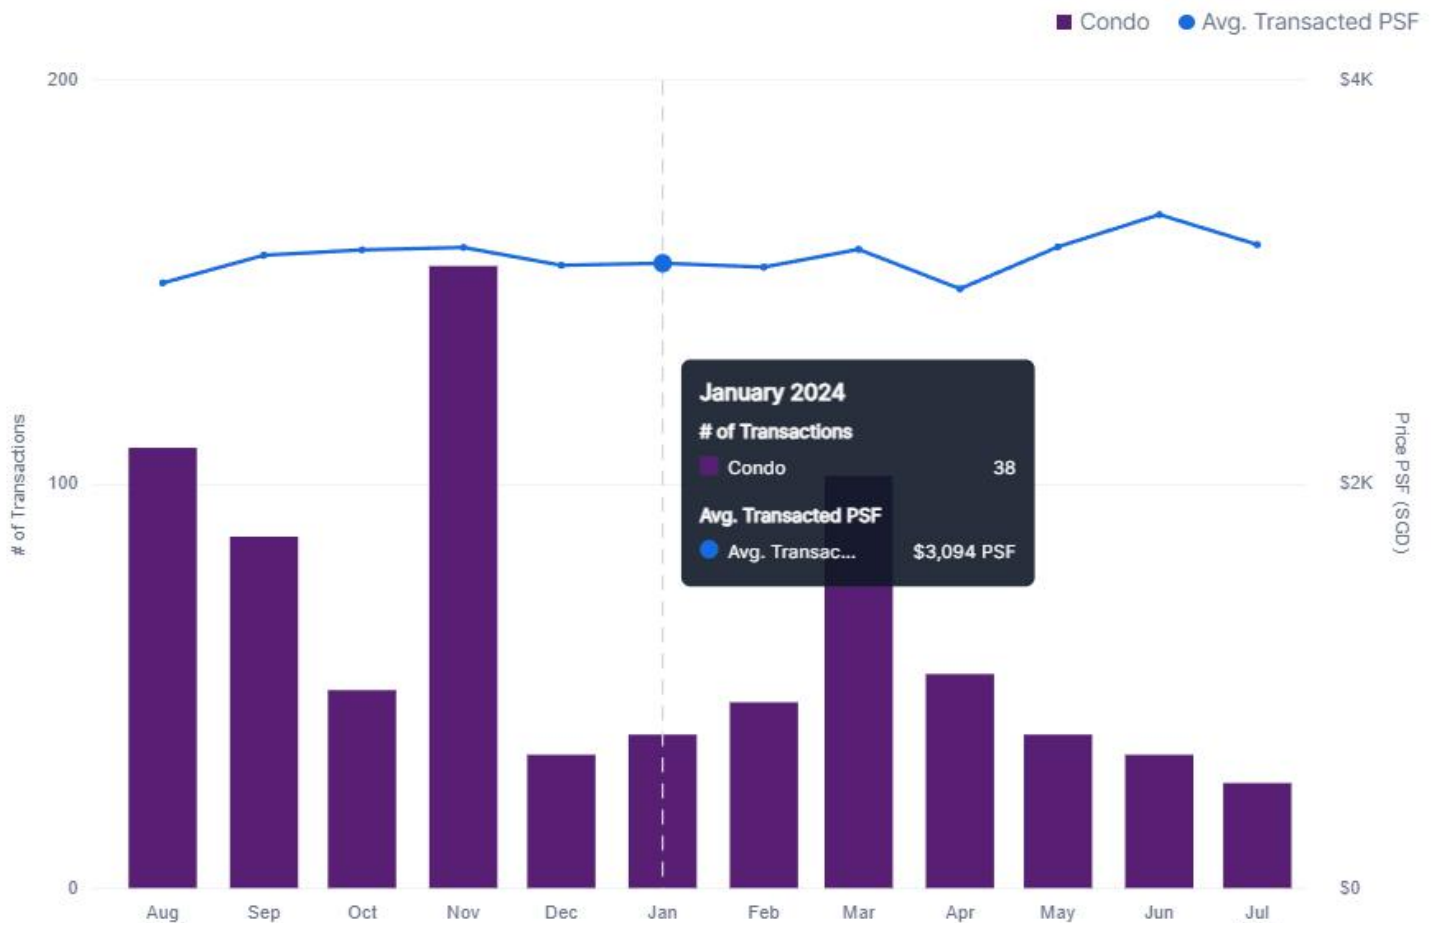 Condo Avg. Transacted PSF
200 $4K
January 2024
# of Transactions
Condo 38
Avg. Transacted PSF
Avg. Transac... $3,094 PSF
# of Transactions
100 $2K
Price PSF (SGD)
0 $0
Aug Sep Oct Nov Dec Jan Feb Mar Apr May Jun Jul